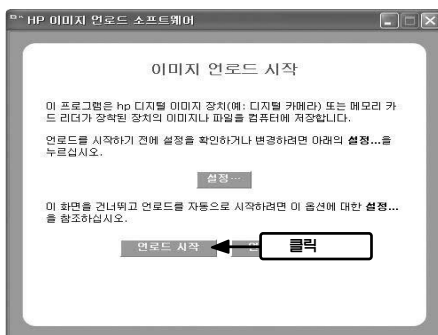 HP 이미지 언로드 소프트웨어
이미지 언로드 시작
이 프로그램은 hp 디지털 이미지 장치(예: 디지털 카메라) 또는 메모리 카
드 리더가 장착된 장치의 이미지나 파일을 컴퓨터에 저장합니다.
언로드를 시작하기 전에 설정을 확인하거나 변경하려면 아래의 설정...을
누르십시오.
설정...
이 화면을 건너뛰고 언로드를 자동으로 시작하려면 이 옵션에 대한 설정...
을 참조하십시오.
언로드 시작
클릭